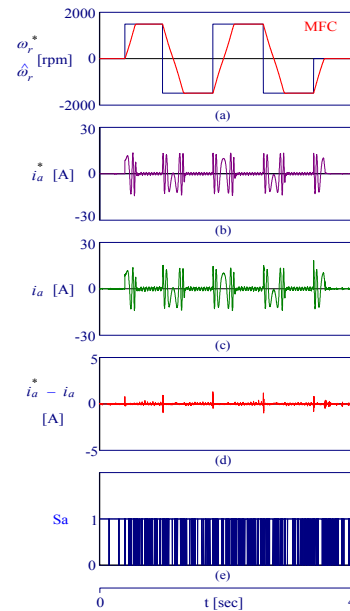 2000
MFC
ω_r^*
ω̂_r [rpm]
0
-2000
(a)
30
i_a^* [A]
0
-30
(b)
30
i_a [A]
0
-30
(c)
5
i_a^* – i_a
[A]
0
-5
(d)
Sa
1
0
(e)
0
t [sec]
4